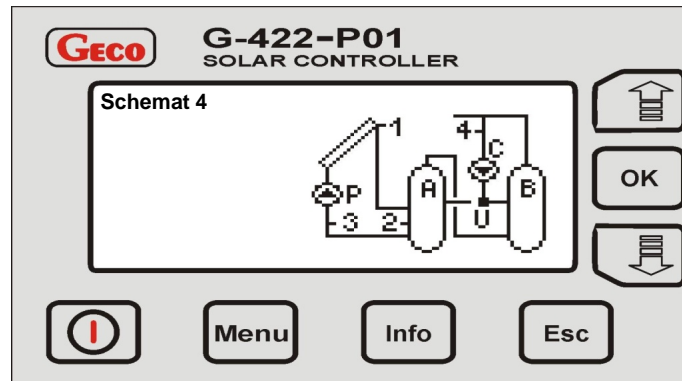 GECO
G-422-P01
SOLAR CONTROLLER
Schemat 4
1
4
C
P
A
B
3
2
U
OK
Menu
Info
Esc